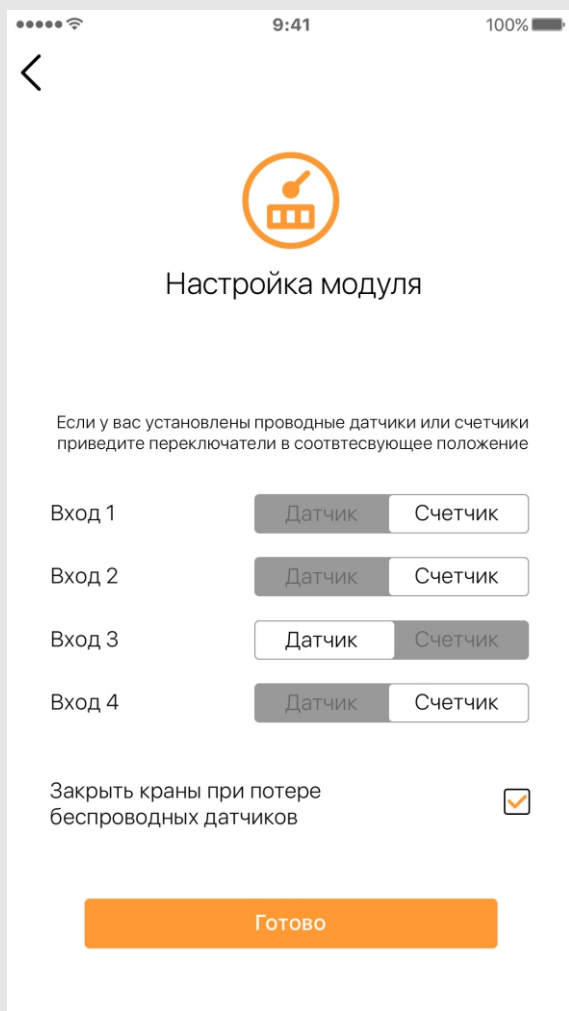 9:41
100%
Настройка модуля
Если у вас установлены проводные датчики или счетчики
приведите переключатели в соотвтесвующее положение
Вход 1 Датчик Счетчик
Вход 2 Датчик Счетчик
Вход 3 Датчик Счетчик
Вход 4 Датчик Счетчик
Закрыть краны при потере
беспроводных датчиков
Готово